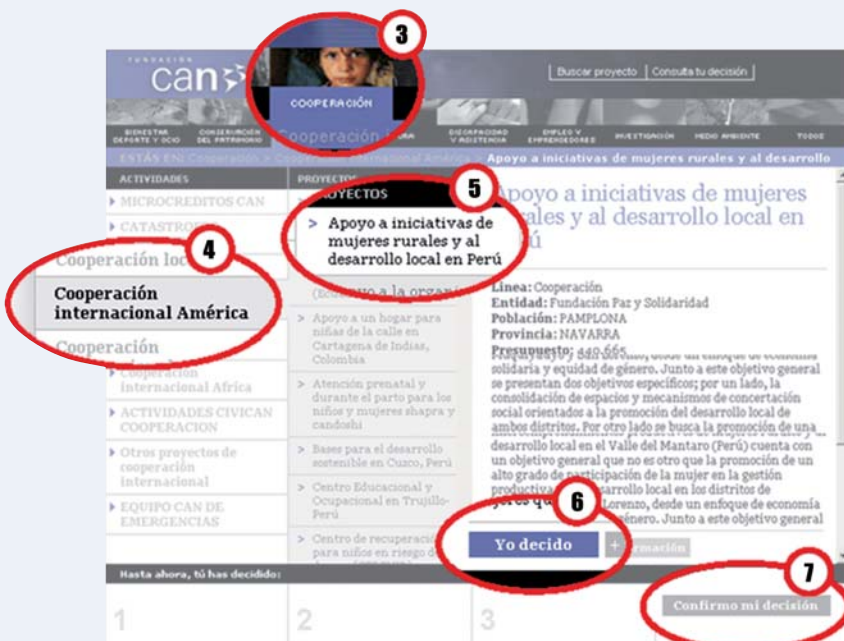 3
FUNDACIÓN
can
Buscar proyecto | Consulta tu decisión
COOPERACIÓN
BIENESTAR DEPORTE Y OCIO
CONSERVACIÓN DEL PATRIMONIO
Cooperación
DISCAPACIDAD Y ASISTENCIA
EMPLEO Y EMPRENDEDORES
INVESTIGACIÓN
MEDIO AMBIENTE
TODOS
ESTÁS EN: Cooperación > Cooperación internacional América > Apoyo a iniciativas de mujeres rurales y al desarrollo
ACTIVIDADES
MICROCREDITOS CAN
4
Cooperación
internacional América
Cooperación
Cooperación
internacional Africa
ACTIVIDADES CIVICAN
COOPERACION
Otros proyectos de
cooperación
internacional
EQUIPO CAN DE
EMERGENCIAS
PROYECTOS
5
> Apoyo a iniciativas de
mujeres rurales y al
desarrollo local en Perú
> Apoyo a un hogar para
niñas de la calle en
Cartagena de Indias,
Colombia
> Atención prenatal y
durante el parto para los
niños y mujeres shapra y
candoshi
> Bases para el desarrollo
sostenible en Cuzco, Perú
> Centro Educacional y
Ocupacional en Trujillo-
Perú
> Centro de recuperación
para niños en riesgo
Apoyo a iniciativas de mujeres
rales y al desarrollo local en
Línea: Cooperación
Entidad: Fundación Paz y Solidaridad
Población: PAMPLONA
Provincia: NAVARRA
Presupuesto:
solidaria y equidad de género. Junto a este objetivo general
se presentan dos objetivos específicos; por un lado, la
consolidación de espacios y mecanismos de concertación
social orientados a la promoción del desarrollo local de
ambos distritos. Por otro lado se busca la promoción de una
desarrollo local en el Valle del Mantaro (Perú) cuenta con
un objetivo general que no es otro que la promoción de un
alto grado de participación de la mujer en la gestión
desarrollo local en los distritos de
Lorenzo, desde un enfoque de economía
género. Junto a este objetivo general
6
Yo decido
+
Hasta ahora, tú has decidido:
7
Confirmo mi decisión
1
2
3